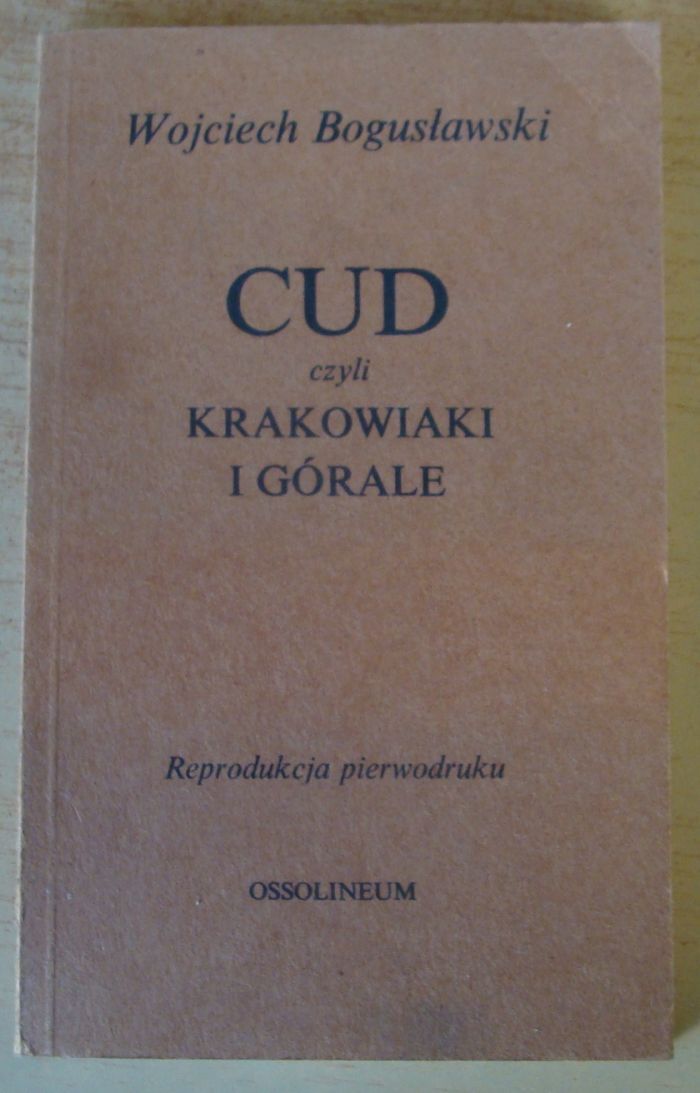 Wojciech Bogusławski
CUD
czyli
KRAKOWIAKI
I GÓRALE
Reprodukcja pierwodruku
OSSOLINEUM